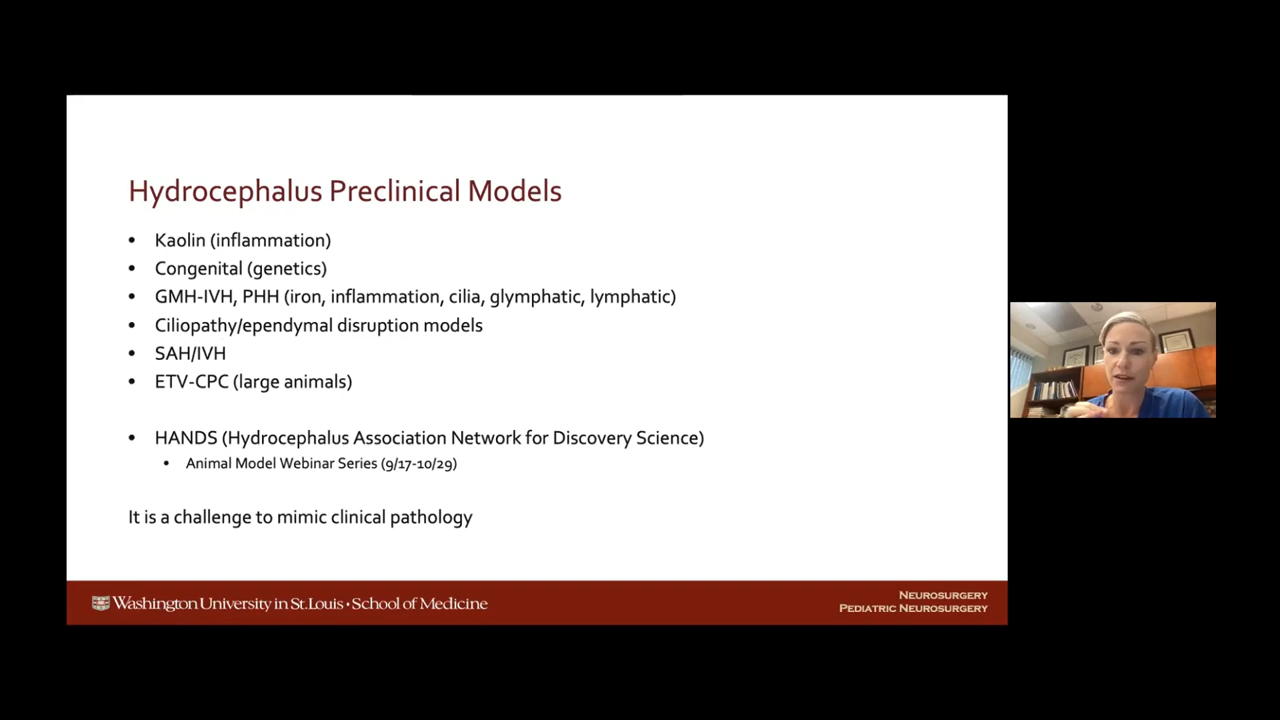 Hydrocephalus Preclinical Models
• Kaolin (inflammation)
• Congenital (genetics)
• GMH-IVH, PHH (iron, inflammation, cilia, glymphatic, lymphatic)
• Ciliopathy/ependymal disruption models
• SAH/IVH
• ETV-CPC (large animals)
• HANDS (Hydrocephalus Association Network for Discovery Science)
• Animal Model Webinar Series (9/17-10/29)
It is a challenge to mimic clinical pathology
Washington University in St. Louis • School of Medicine
Neurosurgery
Pediatric Neurosurgery